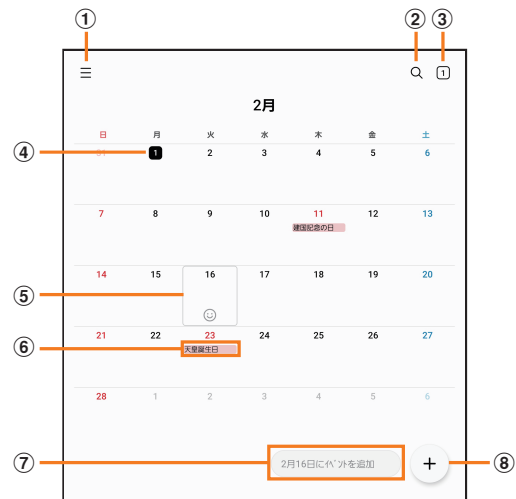 ① ② ③
1
2月
日 月 火 水 木 金 土
④
31 1 2 3 4 5 6
7 8 9 10 11 12 13
建国記念の日
14 15 16 17 18 19 20
⑤
21 22 23 24 25 26 27
⑥ 天皇誕生日
28 1 2 3 4 5 6
⑦ 2月16日にイベントを追加 + ⑧